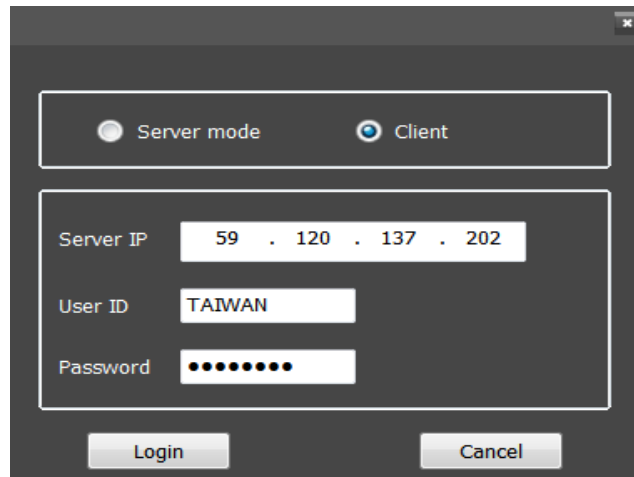 Server mode Client
Server IP 59 . 120 . 137 . 202
User ID TAIWAN
Password ●●●●●●●●
Login Cancel